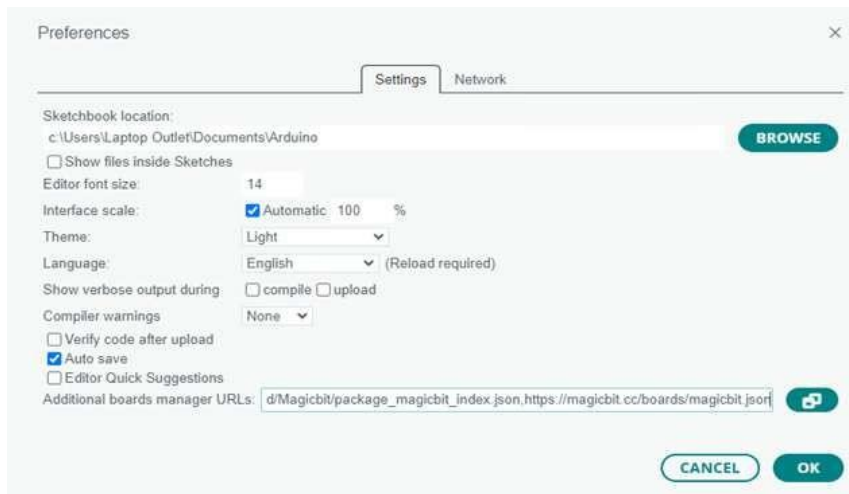 Preferences
Settings Network
Sketchbook location:
c:\Users\Laptop Outlet\Documents\Arduino
BROWSE
Show files inside Sketches
Editor font size: 14
Interface scale: Automatic 100 %
Theme: Light
Language: English (Reload required)
Show verbose output during compile upload
Compiler warnings None
Verify code after upload
Auto save
Editor Quick Suggestions
Additional boards manager URLs: d/Magicbit/package_magicbit_index.json,https://magicbit.cc/boards/magicbit.json
CANCEL OK